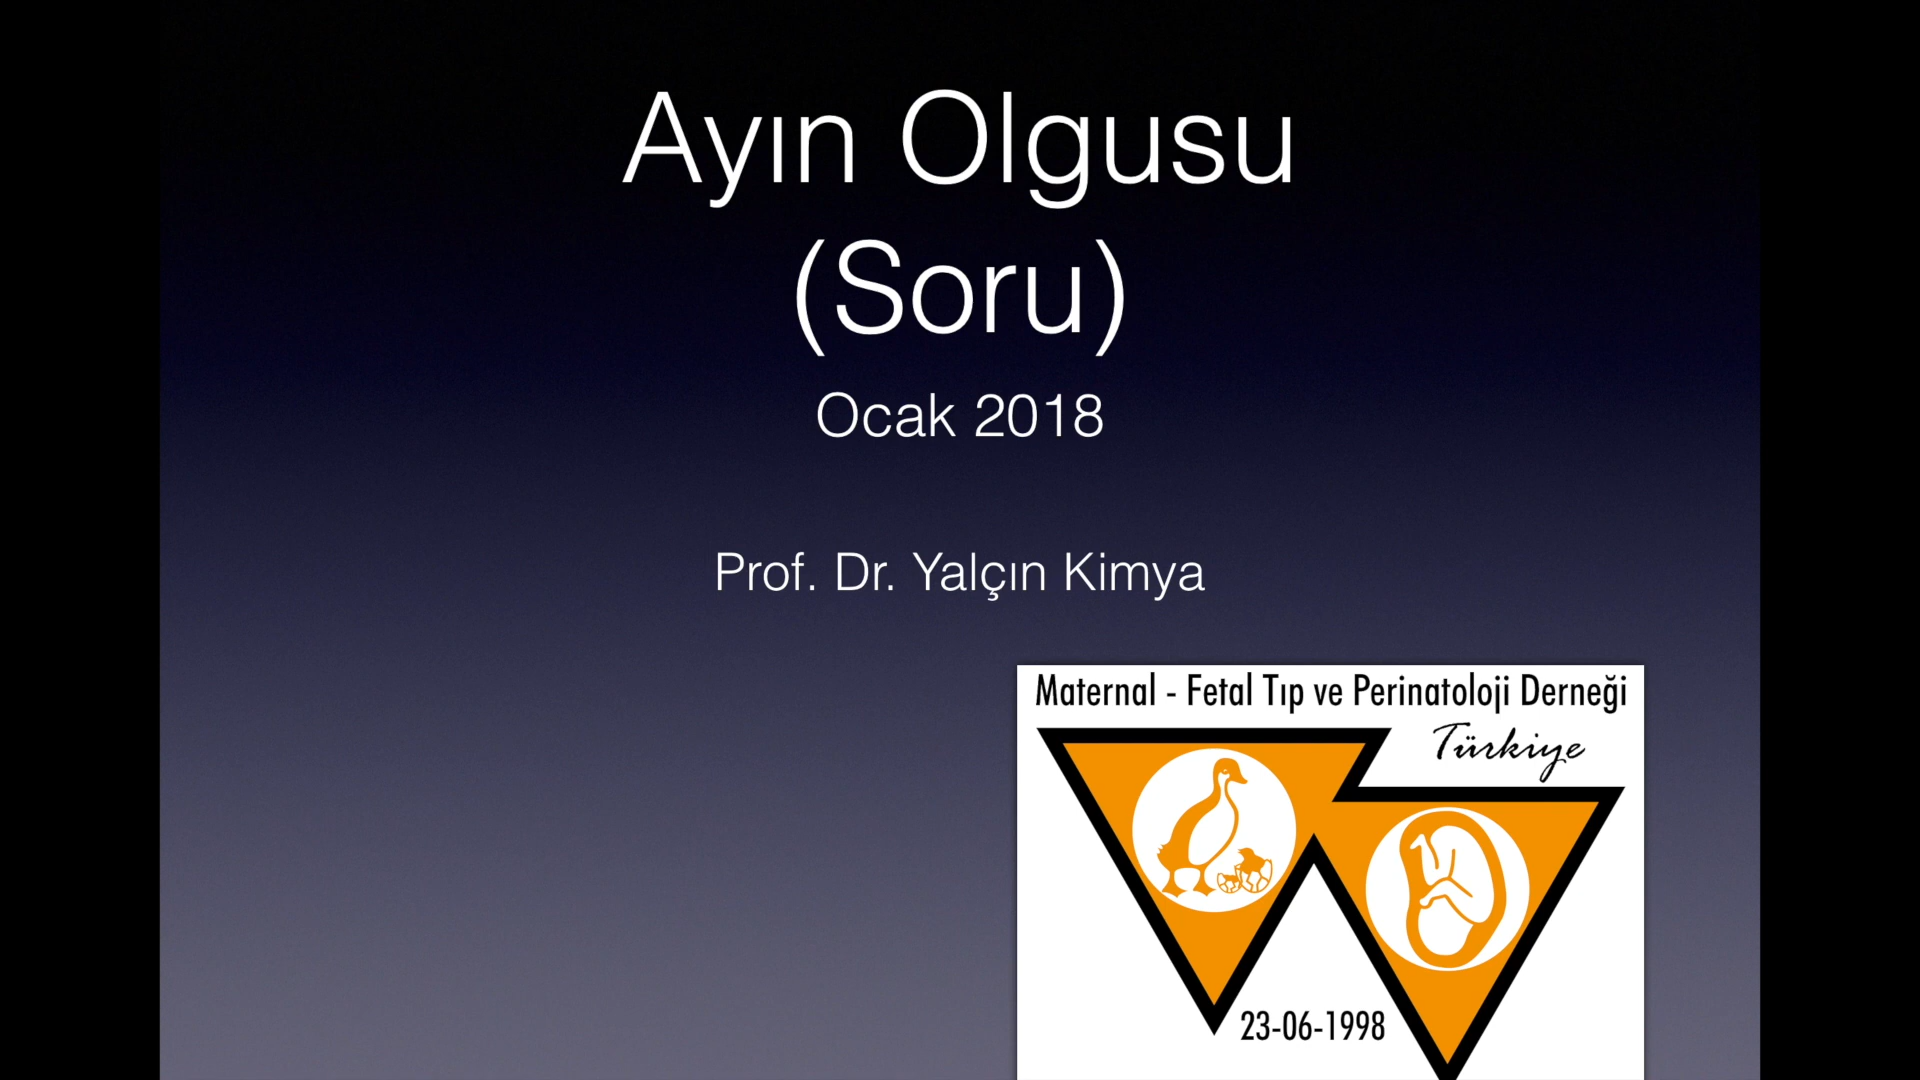 Ayın Olgusu
(Soru)
Ocak 2018
Prof. Dr. Yalçın Kimya
Maternal - Fetal Tıp ve Perinatoloji Derneği
Türkiye
23-06-1998